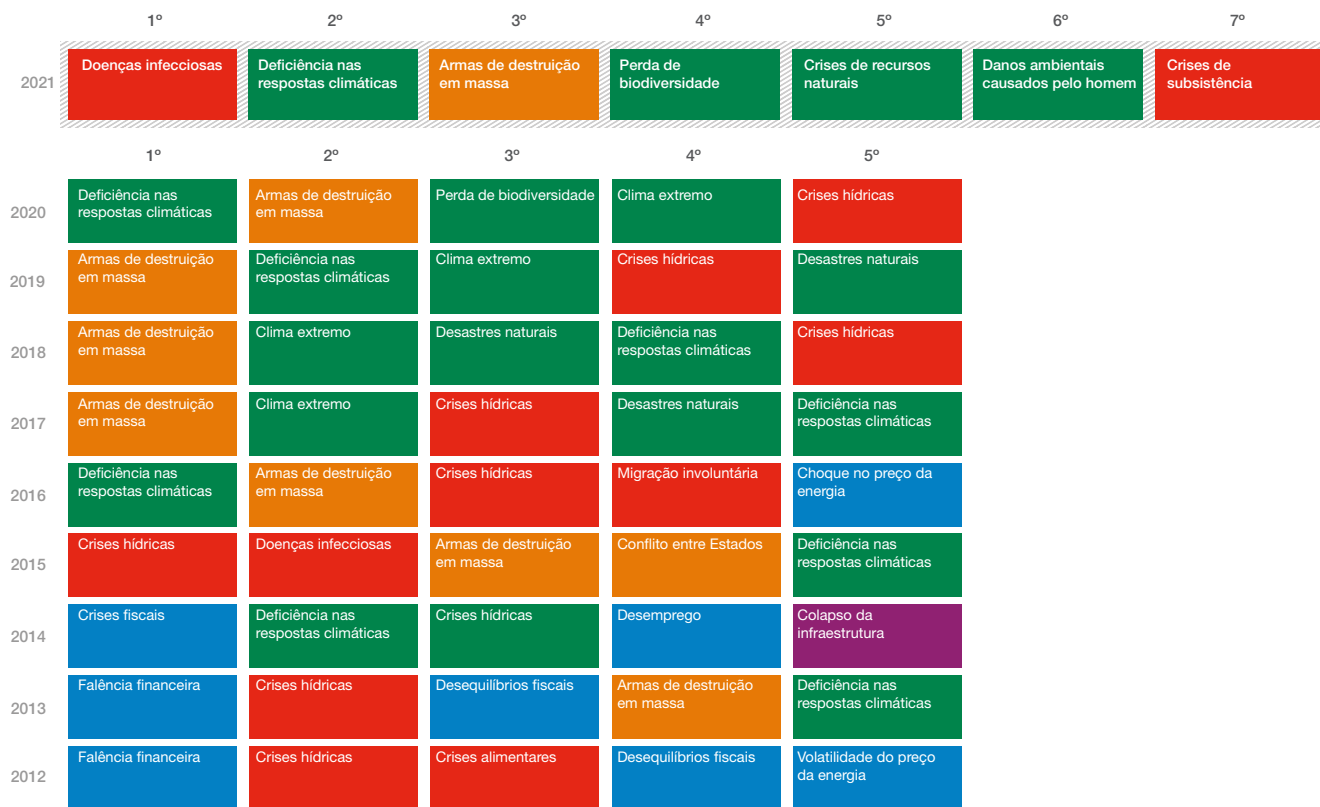 1º 2º 3º 4º 5º 6º 7º
2021
Doenças infecciosas
Deficiência nas
respostas climáticas
Armas de destruição
em massa
Perda de
biodiversidade
Crises de recursos
naturais
Danos ambientais
causados pelo homem
Crises de
subsistência
1º 2º 3º 4º 5º
2020
Deficiência nas
respostas climáticas
Armas de destruição
em massa
Perda de biodiversidade
Clima extremo
Crises hídricas
2019
Armas de destruição
em massa
Deficiência nas
respostas climáticas
Clima extremo
Crises hídricas
Desastres naturais
2018
Armas de destruição
em massa
Clima extremo
Desastres naturais
Deficiência nas
respostas climáticas
Crises hídricas
2017
Armas de destruição
em massa
Clima extremo
Crises hídricas
Desastres naturais
Deficiência nas
respostas climáticas
2016
Deficiência nas
respostas climáticas
Armas de destruição
em massa
Crises hídricas
Migração involuntária
Choque no preço da
energia
2015
Crises hídricas
Doenças infecciosas
Armas de destruição
em massa
Conflito entre Estados
Deficiência nas
respostas climáticas
2014
Crises fiscais
Deficiência nas
respostas climáticas
Crises hídricas
Desemprego
Colapso da
infraestrutura
2013
Falência financeira
Crises hídricas
Desequilíbrios fiscais
Armas de destruição
em massa
Deficiência nas
respostas climáticas
2012
Falência financeira
Crises hídricas
Crises alimentares
Desequilíbrios fiscais
Volatilidade do preço
da energia